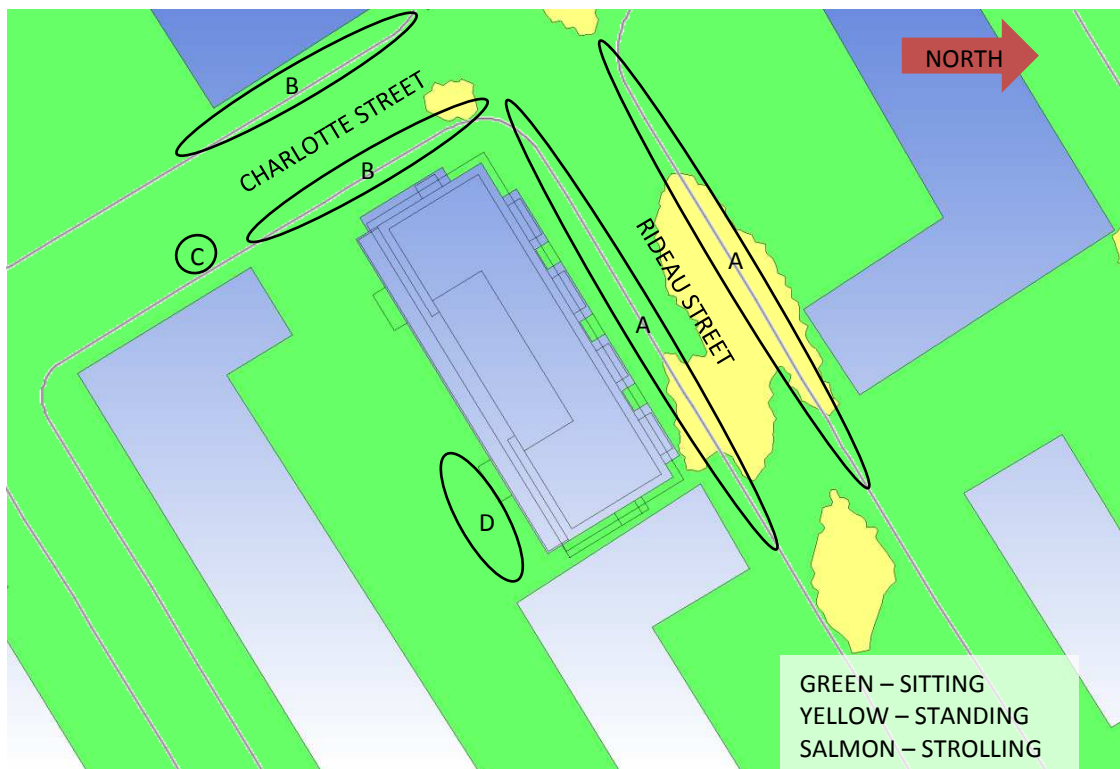 NORTH
B
CHARLOTTE STREET
B
C
RIDEAU STREET
A
A
D
GREEN – SITTING
YELLOW – STANDING
SALMON – STROLLING